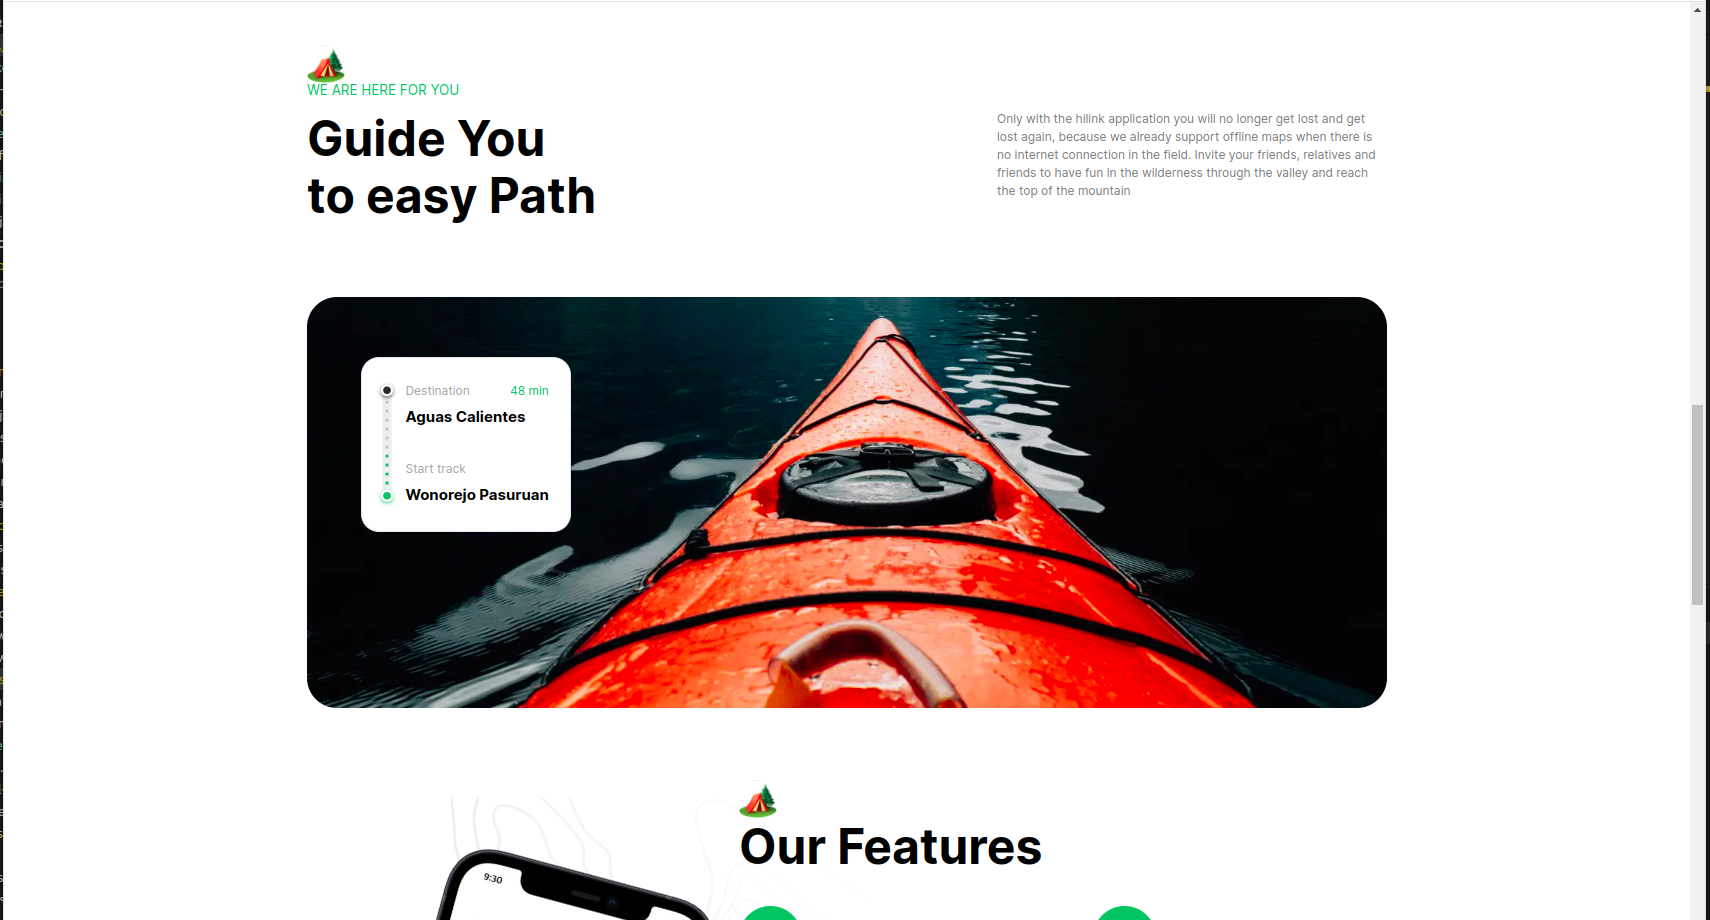 WE ARE HERE FOR YOU
Guide You
to easy Path
Only with the hilink application you will no longer get lost and get
lost again, because we already support offline maps when there is
no internet connection in the field. Invite your friends, relatives and
friends to have fun in the wilderness through the valley and reach
the top of the mountain
Destination 48 min
Aguas Calientes
Start track
Wonorejo Pasuruan
Our Features
9:30